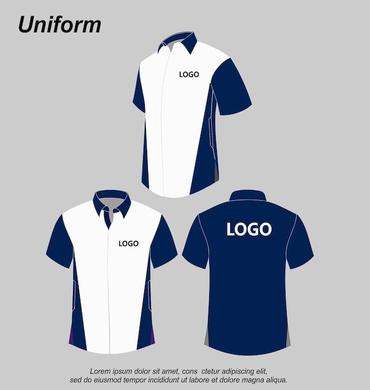 Uniform
LOGO
LOGO
LOGO
Lorem ipsum dolor sit amet, cons ctetur adipiscing elit,
sed do eiusmod tempor incididunt ut labore et dolore magna aliqua.